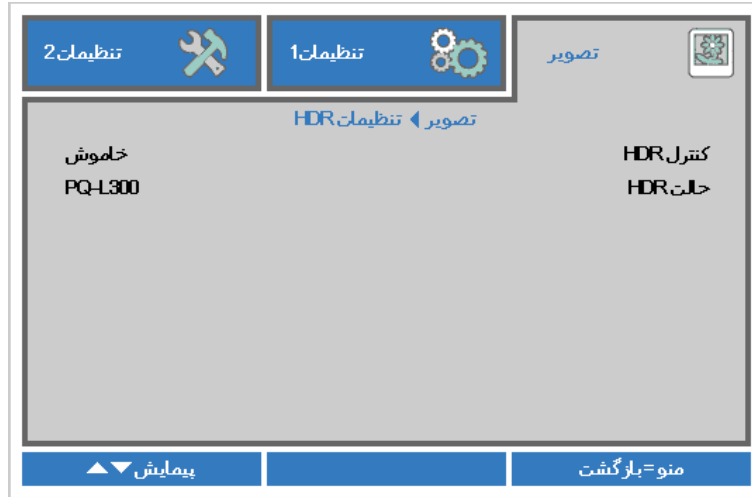 تصویر
تنظیمات1
تنظیمات2
تصویر ⏵ تنظیمات HDR
کنترل HDR خاموش
حالت HDR PQ-L300
منو=بازگشت
پیمایش▼▲